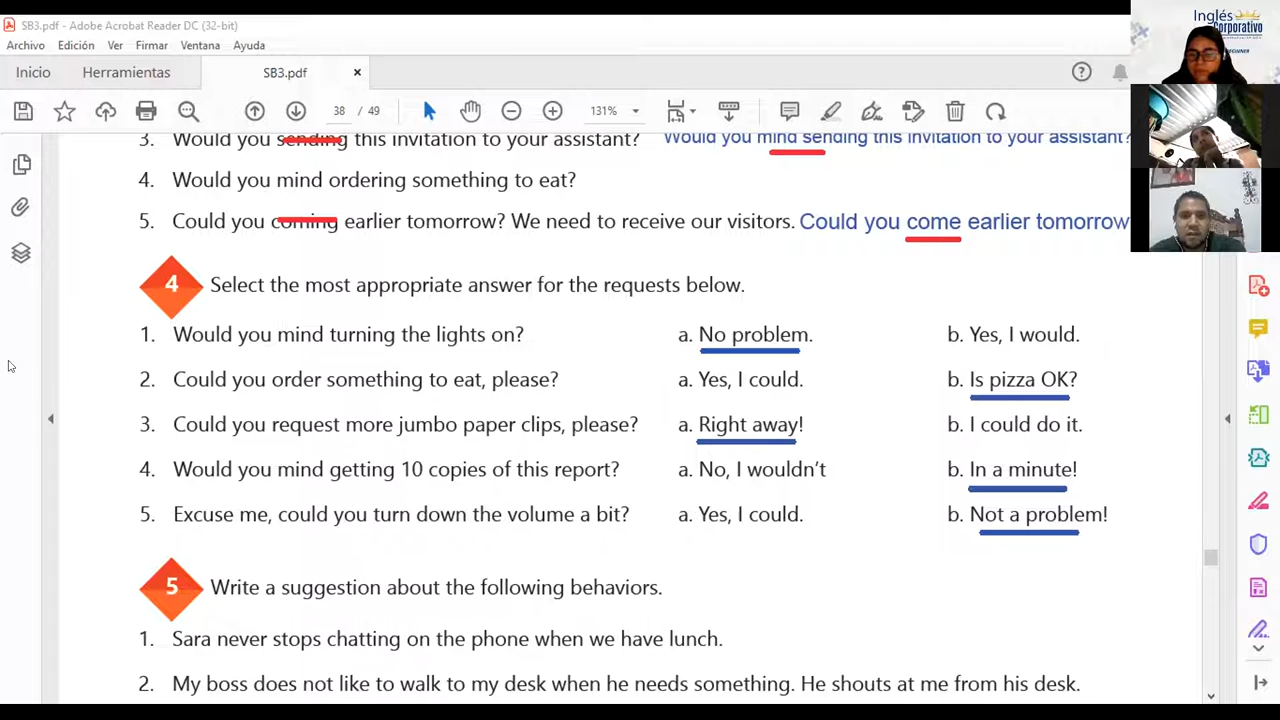 SB3.pdf - Adobe Acrobat Reader DC (32-bit)
Archivo Edición Ver Firmar Ventana Ayuda
Inicio Herramientas SB3.pdf ×
38 / 49 131%
Inglés
Corporativo
3. Would you sending this invitation to your assistant? Would you mind sending this invitation to your assistant?
4. Would you mind ordering something to eat?
5. Could you coming earlier tomorrow? We need to receive our visitors. Could you come earlier tomorrow
4 Select the most appropriate answer for the requests below.
1. Would you mind turning the lights on? a. No problem. b. Yes, I would.
2. Could you order something to eat, please? a. Yes, I could. b. Is pizza OK?
3. Could you request more jumbo paper clips, please? a. Right away! b. I could do it.
4. Would you mind getting 10 copies of this report? a. No, I wouldn't b. In a minute!
5. Excuse me, could you turn down the volume a bit? a. Yes, I could. b. Not a problem!
5 Write a suggestion about the following behaviors.
1. Sara never stops chatting on the phone when we have lunch.
2. My boss does not like to walk to my desk when he needs something. He shouts at me from his desk.